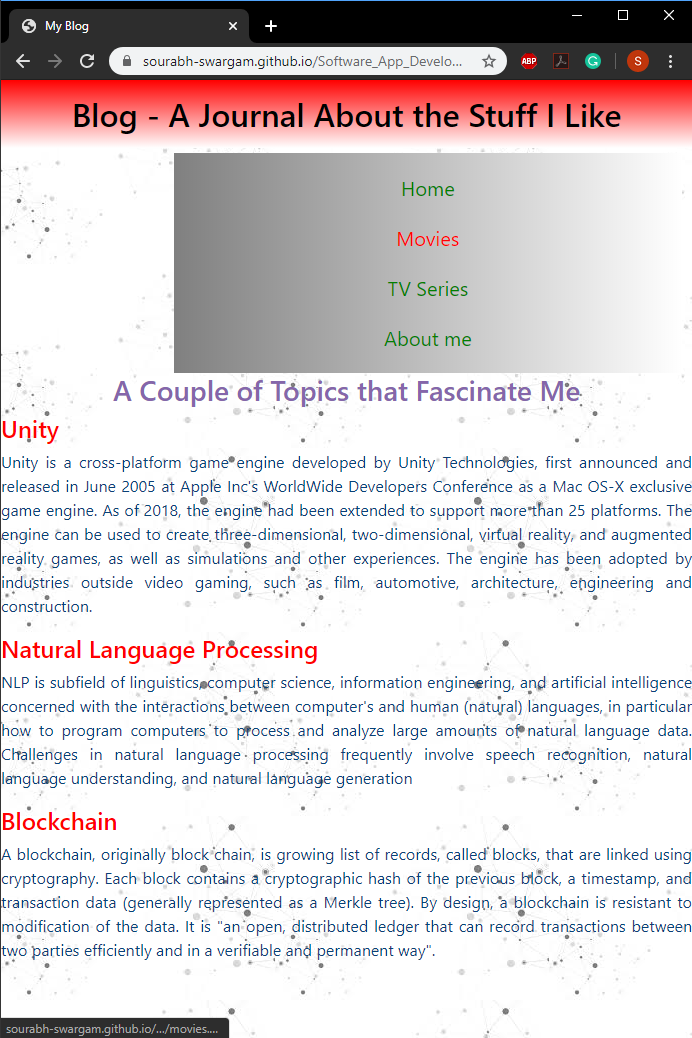 My Blog
sourabh-swargam.github.io/Software_App_Develo...
ABP
S
Blog - A Journal About the Stuff I Like
Home
Movies
TV Series
About me
A Couple of Topics that Fascinate Me
Unity
Unity is a cross-platform game engine developed by Unity Technologies, first announced and
released in June 2005 at Apple Inc's WorldWide Developers Conference as a Mac OS-X exclusive
game engine. As of 2018, the engine had been extended to support more than 25 platforms. The
engine can be used to create three-dimensional, two-dimensional, virtual reality, and augmented
reality games, as well as simulations and other experiences. The engine has been adopted by
industries outside video gaming, such as film, automotive, architecture, engineering and
construction.
Natural Language Processing
NLP is subfield of linguistics, computer science, information engineering, and artificial intelligence
concerned with the interactions between computer's and human (natural) languages, in particular
how to program computers to process and analyze large amounts of natural language data.
Challenges in natural language processing frequently involve speech recognition, natural
language understanding, and natural language generation
Blockchain
A blockchain, originally block chain, is growing list of records, called blocks, that are linked using
cryptography. Each block contains a cryptographic hash of the previous block, a timestamp, and
transaction data (generally represented as a Merkle tree). By design, a blockchain is resistant to
modification of the data. It is "an open, distributed ledger that can record transactions between
two parties efficiently and in a verifiable and permanent way".
sourabh-swargam.github.io/.../movies....